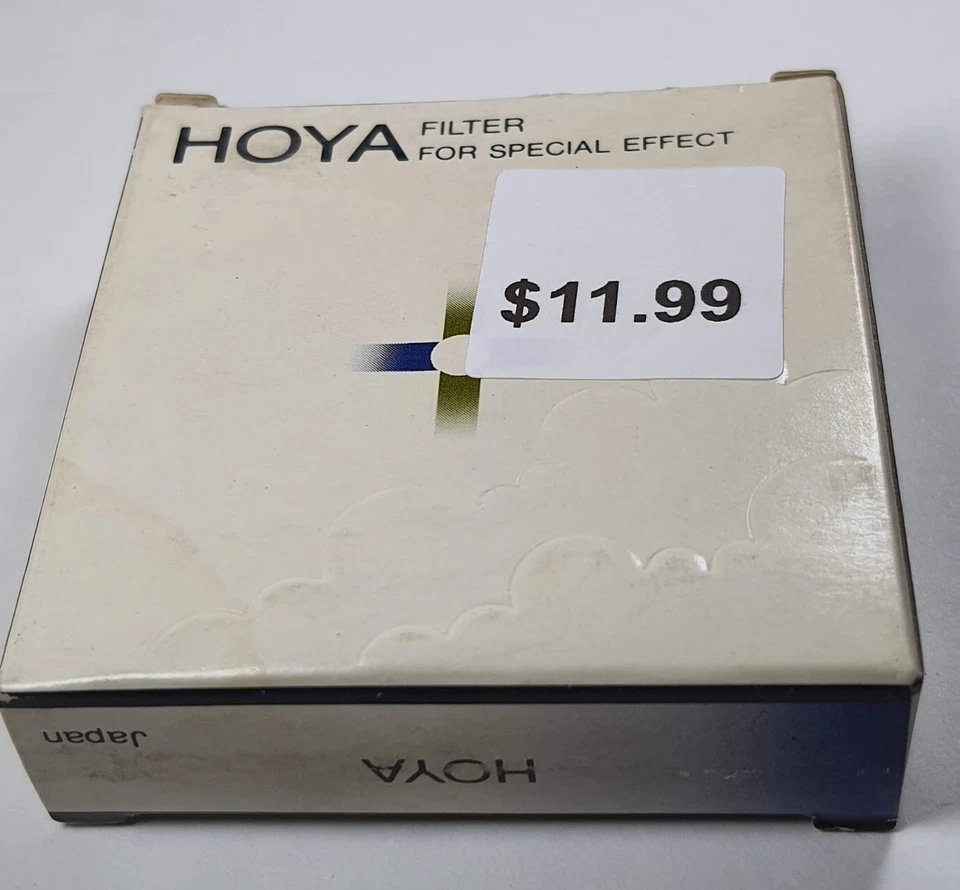 HOYA FILTER
FOR SPECIAL EFFECT
$11.99
Japan
HOYA